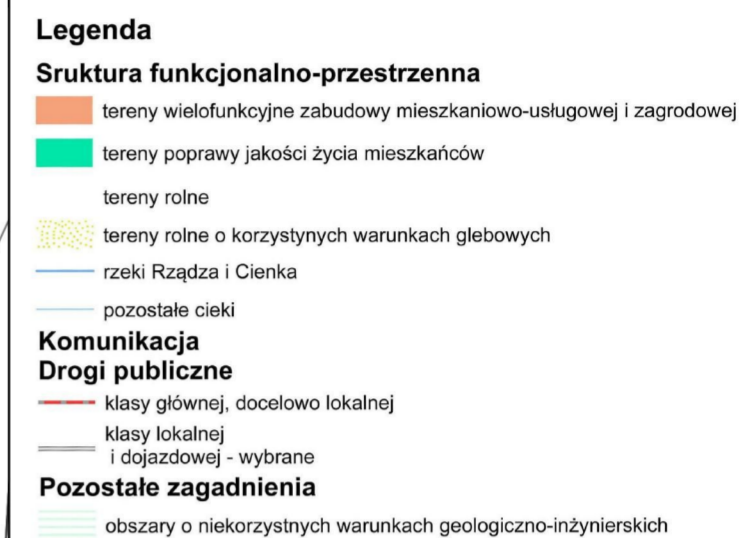 Legenda
Sruktura funkcjonalno-przestrzenna
tereny wielofunkcyjne zabudowy mieszkaniowo-usługowej i zagrodowej
tereny poprawy jakości życia mieszkańców
tereny rolne
tereny rolne o korzystynych warunkach glebowych
rzeki Rządza i Cienka
pozostałe cieki
Komunikacja
Drogi publiczne
klasy głównej, docelowo lokalnej
klasy lokalnej
i dojazdowej - wybrane
Pozostałe zagadnienia
obszary o niekorzystnych warunkach geologiczno-inżynierskich